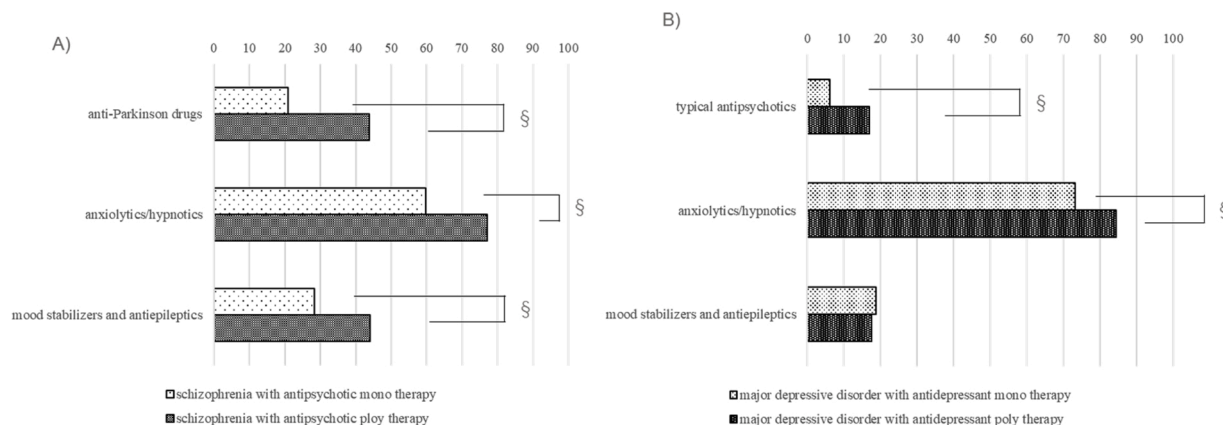 A)
0 10 20 30 40 50 60 70 80 90 100
anti-Parkinson drugs
§
anxiolytics/hypnotics
§
mood stabilizers and antiepileptics
§
schizophrenia with antipsychotic mono therapy
schizophrenia with antipsychotic ploy therapy
B)
0 10 20 30 40 50 60 70 80 90 100
typical antipsychotics
§
anxiolytics/hypnotics
§
mood stabilizers and antiepileptics
major depressive disorder with antidepressant mono therapy
major depressive disorder with antidepressant poly therapy